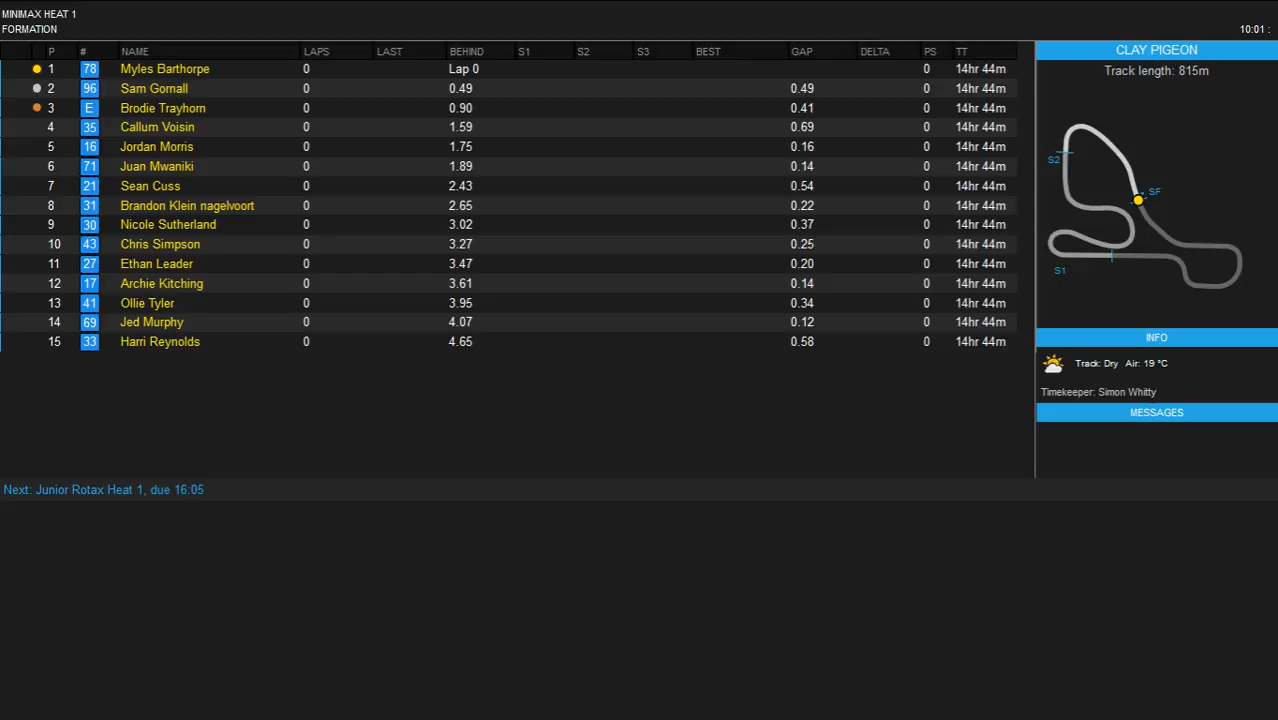 MINIMAX HEAT 1
FORMATION
10:01 :
P # NAME LAPS LAST BEHIND S1 S2 S3 BEST GAP DELTA PS TT
1 78 Myles Barthorpe 0 Lap 0 0 14hr 44m
2 96 Sam Gornall 0 0.49 0.49 0 14hr 44m
3 E Brodie Trayhorn 0 0.90 0.41 0 14hr 44m
4 35 Callum Voisin 0 1.59 0.69 0 14hr 44m
5 16 Jordan Morris 0 1.75 0.16 0 14hr 44m
6 71 Juan Mwaniki 0 1.89 0.14 0 14hr 44m
7 21 Sean Cuss 0 2.43 0.54 0 14hr 44m
8 31 Brandon Klein nagelvoort 0 2.65 0.22 0 14hr 44m
9 30 Nicole Sutherland 0 3.02 0.37 0 14hr 44m
10 43 Chris Simpson 0 3.27 0.25 0 14hr 44m
11 27 Ethan Leader 0 3.47 0.20 0 14hr 44m
12 17 Archie Kitching 0 3.61 0.14 0 14hr 44m
13 41 Ollie Tyler 0 3.95 0.34 0 14hr 44m
14 69 Jed Murphy 0 4.07 0.12 0 14hr 44m
15 33 Harri Reynolds 0 4.65 0.58 0 14hr 44m
CLAY PIGEON
Track length: 815m
S2
SF
S1
INFO
Track: Dry Air: 19 °C
Timekeeper: Simon Whitty
MESSAGES
Next: Junior Rotax Heat 1, due 16:05